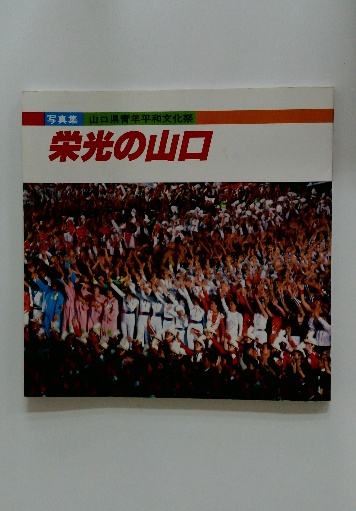 写真集 山口県青年平和文化祭
栄光の山口